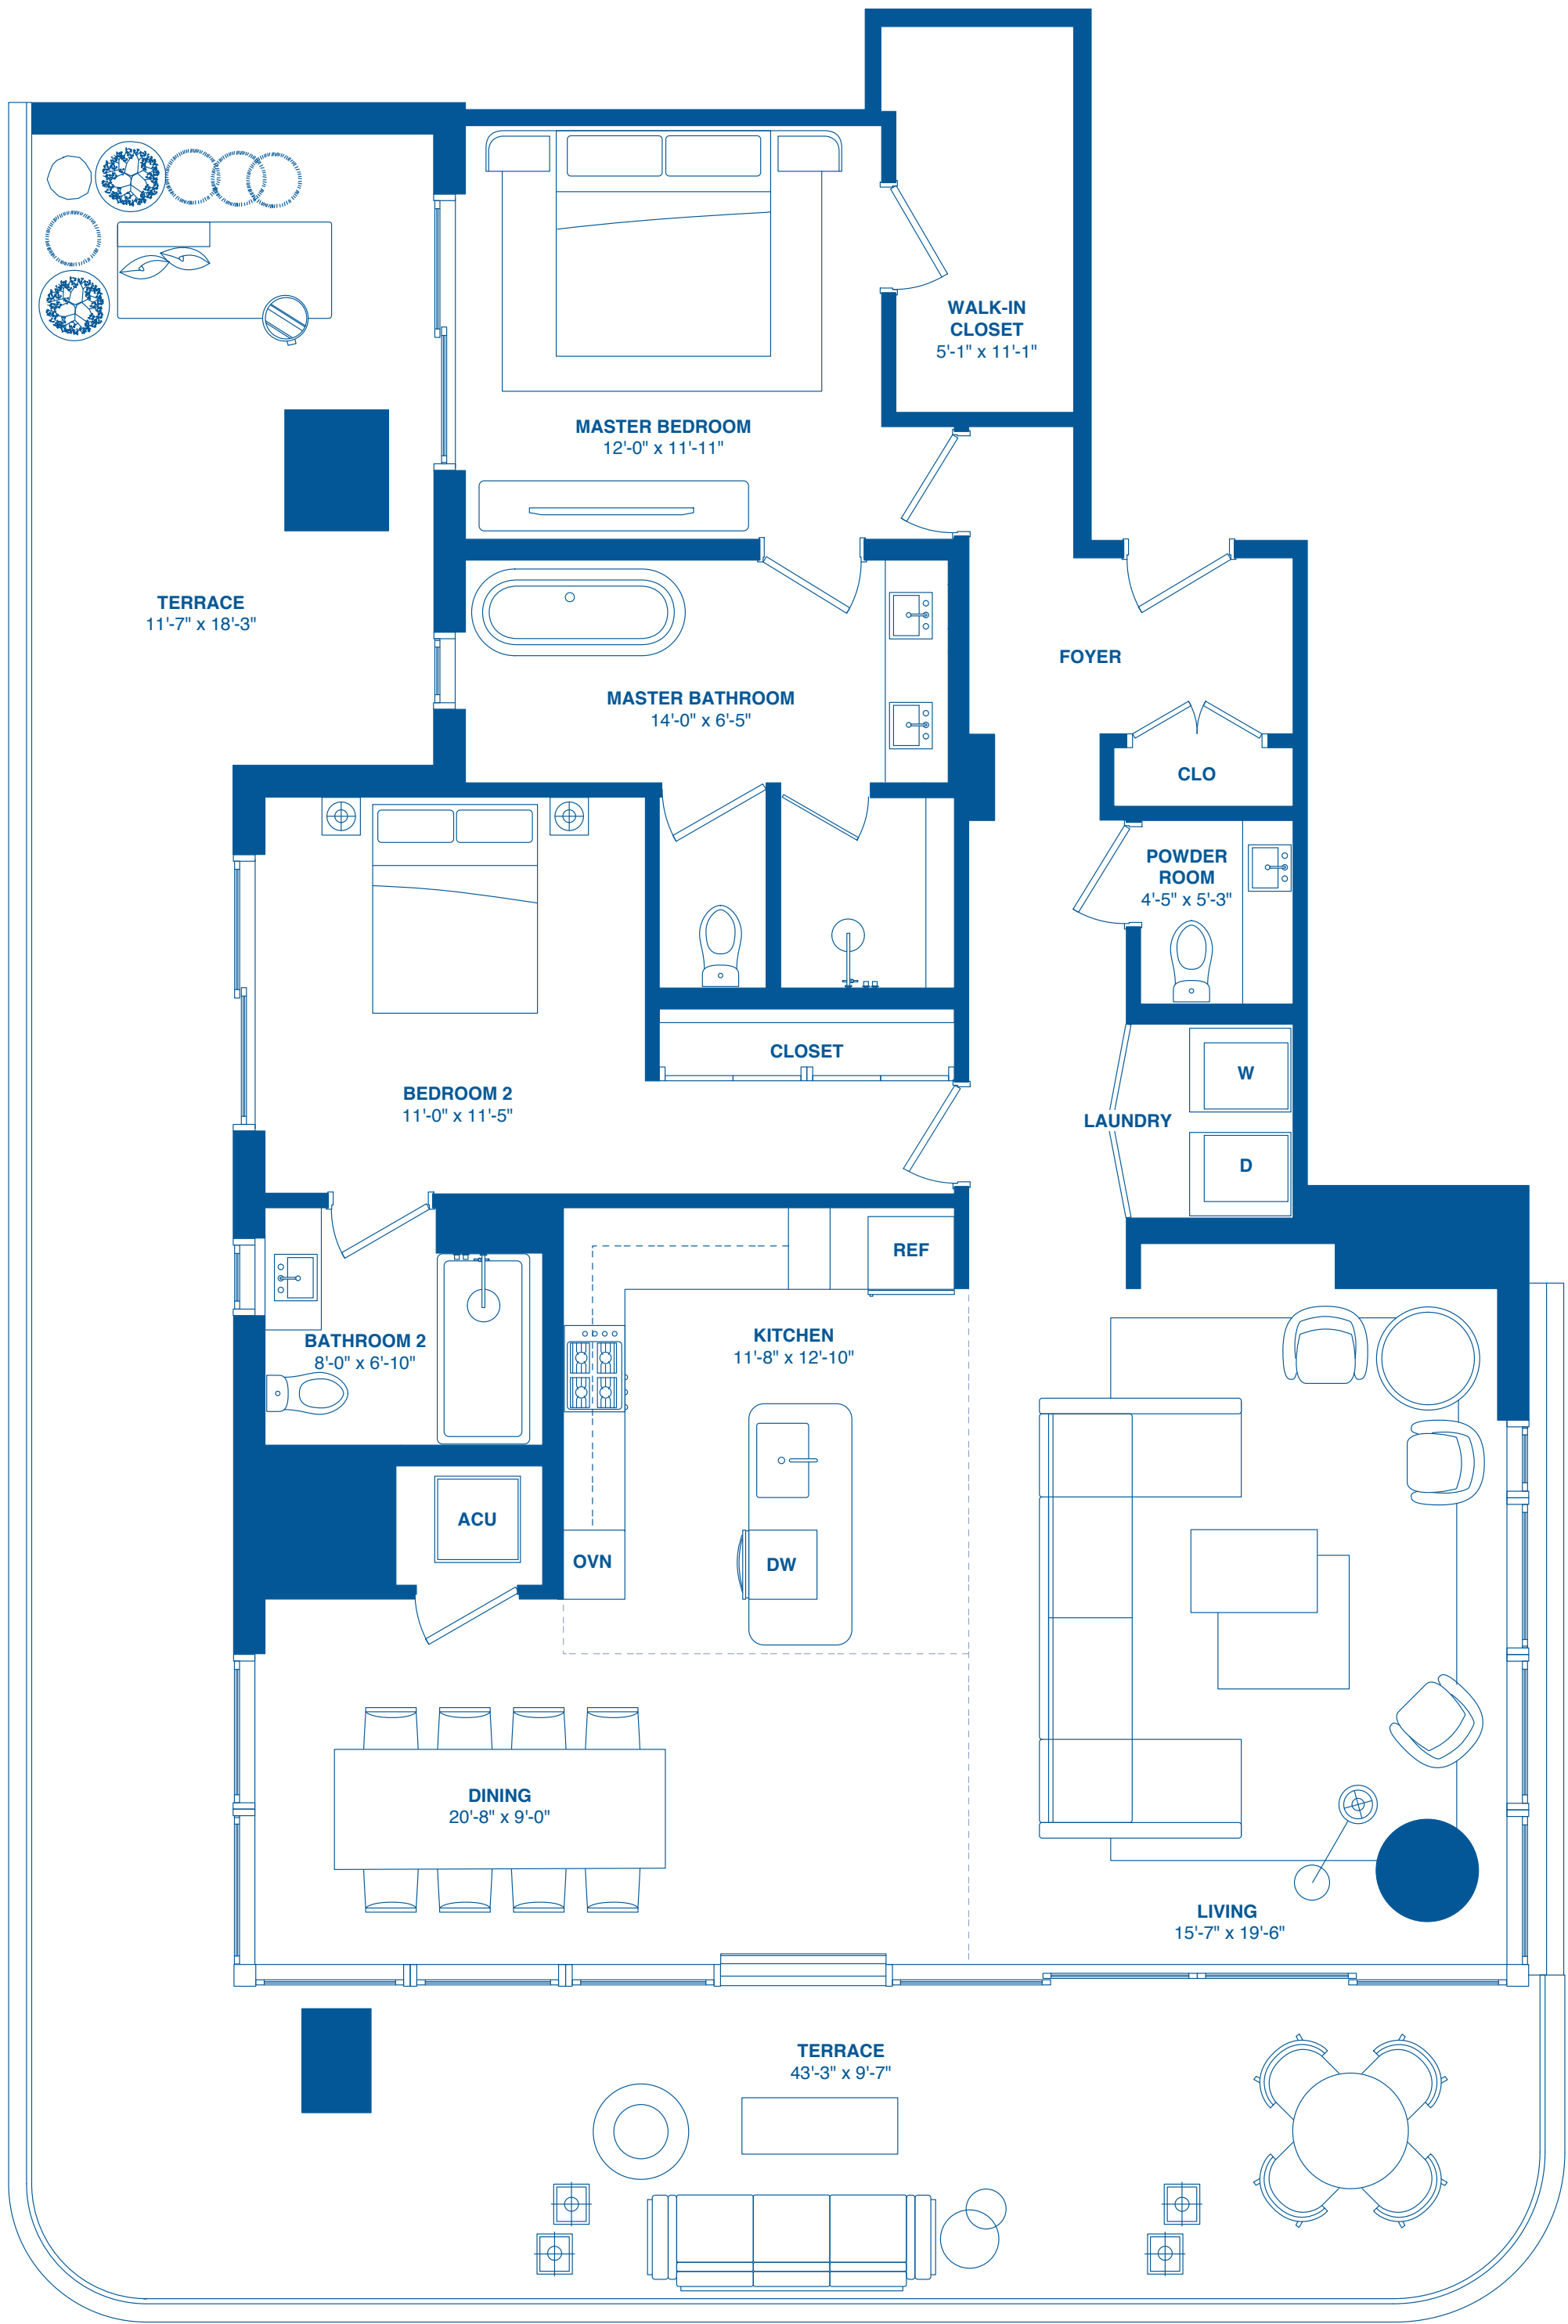 WALK-IN
CLOSET
5'-1" x 11'-1"
MASTER BEDROOM
12'-0" x 11'-11"
TERRACE
11'-7" x 18'-3"
FOYER
MASTER BATHROOM
14'-0" x 6'-5"
CLO
POWDER
ROOM
4'-5" x 5'-3"
CLOSET
W
BEDROOM 2
11'-0" x 11'-5"
LAUNDRY
D
REF
BATHROOM 2
8'-0" x 6'-10"
KITCHEN
11'-8" x 12'-10"
ACU
OVN
DW
DINING
20'-8" x 9'-0"
LIVING
15'-7" x 19'-6"
TERRACE
43'-3" x 9'-7"